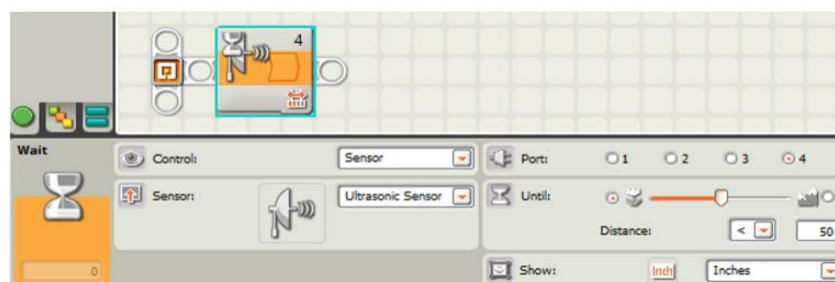 4
Wait
Control:
Sensor
Port:
1
2
3
4
Sensor:
Ultrasonic Sensor
Until:
Distance:
<
50
0
Show:
Inch
Inches